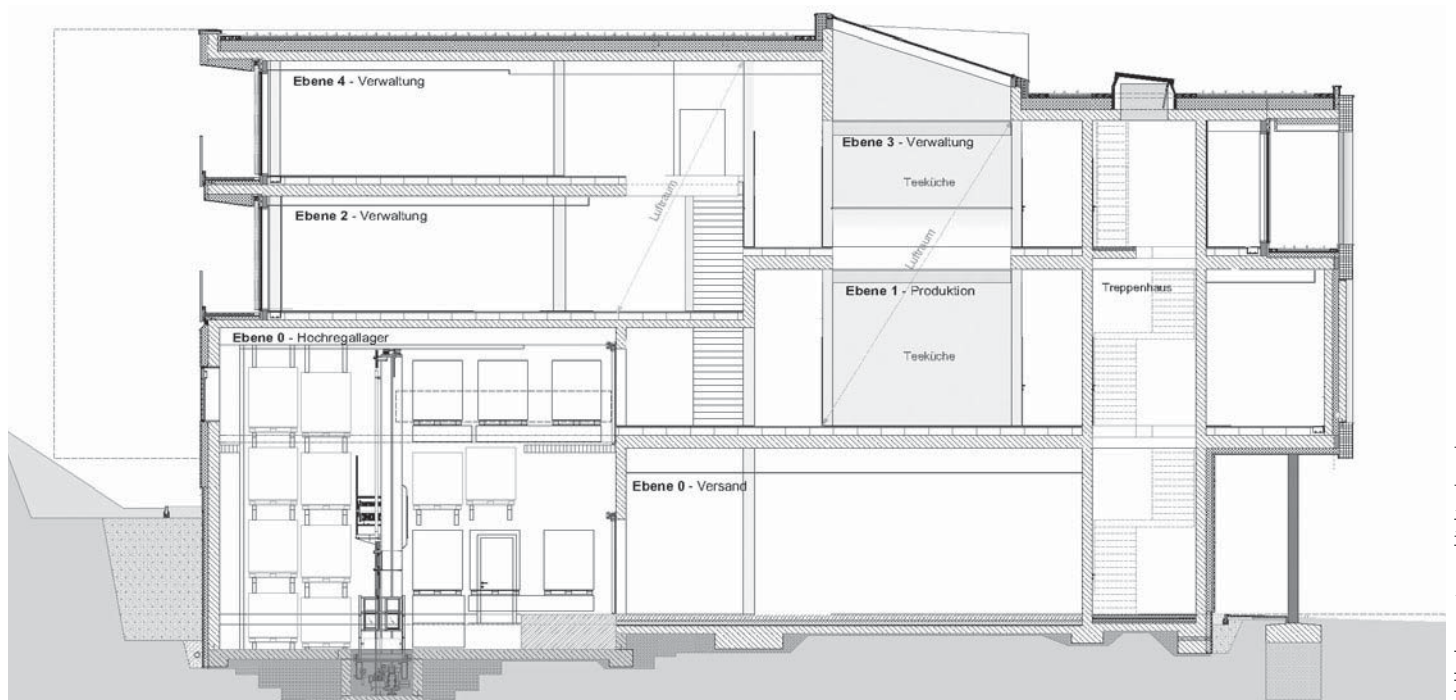 Ebene 4 - Verwaltung
Ebene 3 - Verwaltung
Teeküche
Luftraum
Ebene 2 - Verwaltung
Luftraum
Ebene 1 - Produktion
Treppenhaus
Ebene 0 - Hochregallager
Teeküche
Ebene 0 - Versand